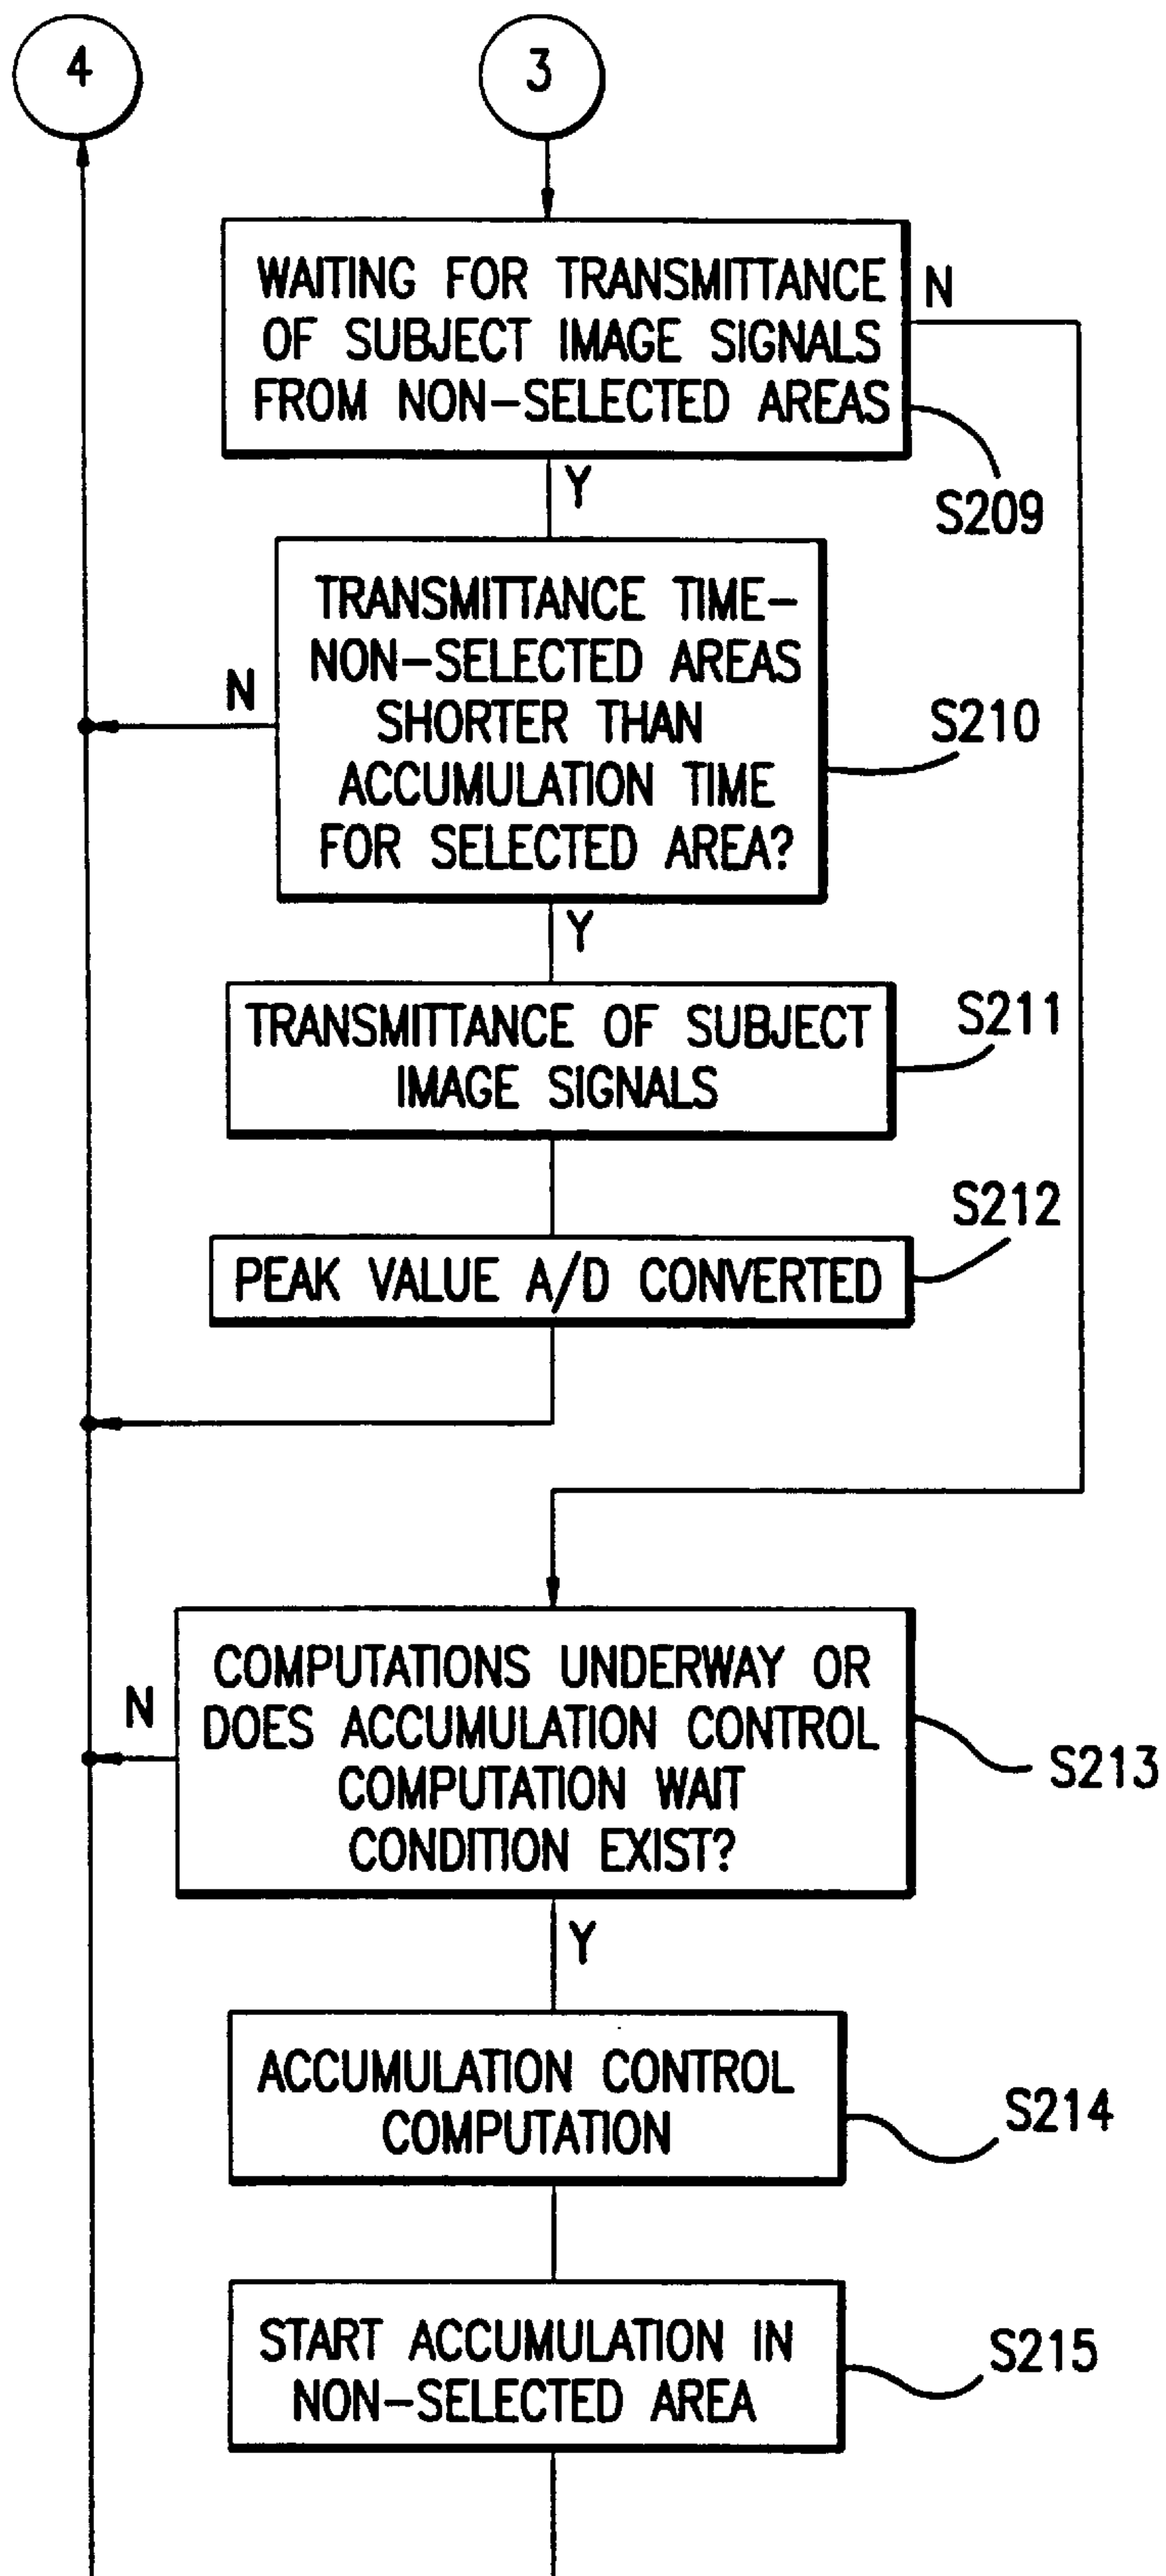 4
3
WAITING FOR TRANSMITTANCE
OF SUBJECT IMAGE SIGNALS
FROM NON-SELECTED AREAS
N
S209
Y
TRANSMITTANCE TIME-
NON-SELECTED AREAS
SHORTER THAN
ACCUMULATION TIME
FOR SELECTED AREA?
N
S210
Y
TRANSMITTANCE OF SUBJECT
IMAGE SIGNALS
S211
PEAK VALUE A/D CONVERTED
S212
COMPUTATIONS UNDERWAY OR
DOES ACCUMULATION CONTROL
COMPUTATION WAIT
CONDITION EXIST?
N
S213
Y
ACCUMULATION CONTROL
COMPUTATION
S214
START ACCUMULATION IN
NON-SELECTED AREA
S215